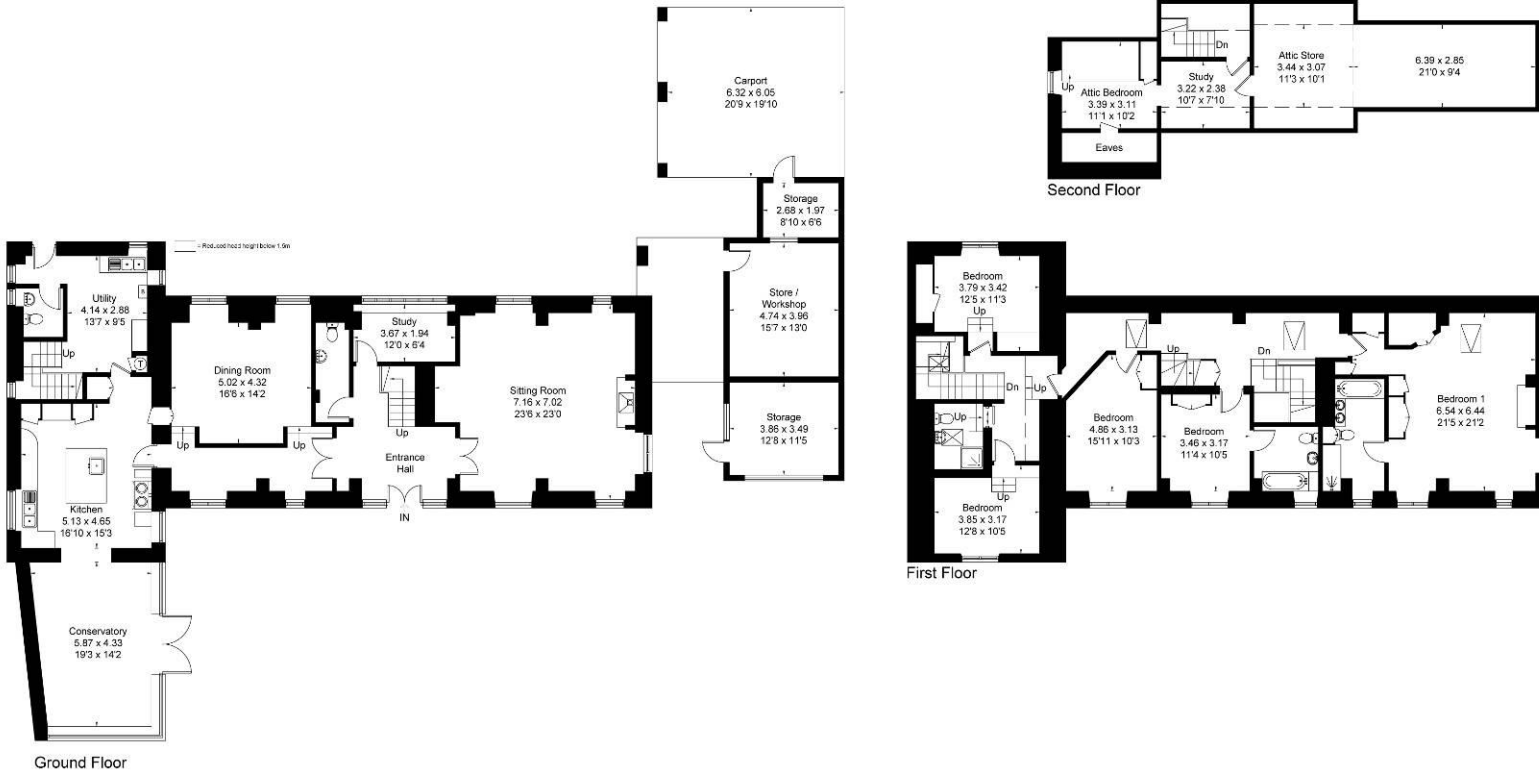 Carport
6.32 x 6.05
20'9 x 19'10
Storage
2.68 x 1.97
8'10 x 6'6
= Reduced head height below 1.5m
Utility
4.14 x 2.88
13'7 x 9'5
B
Up
T
Study
3.67 x 1.94
12'0 x 6'4
Store /
Workshop
4.74 x 3.96
15'7 x 13'0
Dining Room
5.02 x 4.32
16'6 x 14'2
Sitting Room
7.16 x 7.02
23'6 x 23'0
Up
Up
Up
Storage
3.86 x 3.49
12'8 x 11'5
Entrance
Hall
IN
Kitchen
5.13 x 4.65
16'10 x 15'3
Conservatory
5.87 x 4.33
19'3 x 14'2
Ground Floor
Dn
Attic Store
3.44 x 3.07
11'3 x 10'1
6.39 x 2.85
21'0 x 9'4
Up
Attic Bedroom
3.39 x 3.11
11'1 x 10'2
Study
3.22 x 2.38
10'7 x 7'10
Eaves
Second Floor
Bedroom
3.79 x 3.42
12'5 x 11'3
Up
Up
Dn
Dn
Up
Up
Bedroom
4.86 x 3.13
15'11 x 10'3
Bedroom
3.46 x 3.17
11'4 x 10'5
Bedroom 1
6.54 x 6.44
21'5 x 21'2
Up
Bedroom
3.85 x 3.17
12'8 x 10'5
First Floor